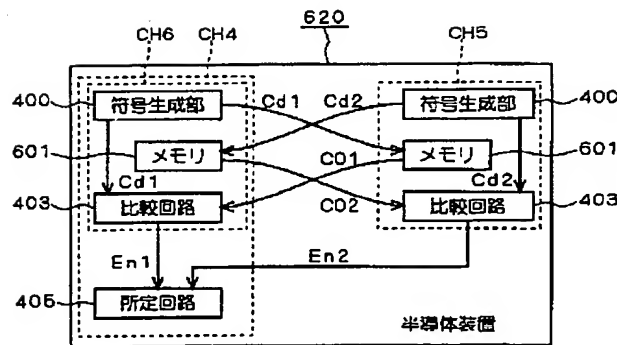 620
CH6 CH4
CH5
400 符号生成部 Cd1 Cd2 符号生成部 400
601 メモリ CO1 メモリ 601
Cd1 Cd2
403 比較回路 CO2 比較回路 403
En1 En2
405 所定回路
半導体装置